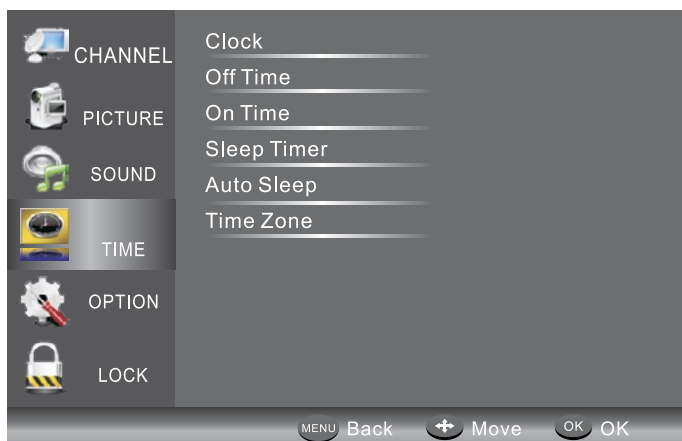 CHANNEL
PICTURE
SOUND
TIME
OPTION
LOCK
Clock
Off Time
On Time
Sleep Timer
Auto Sleep
Time Zone
MENU Back Move OK OK